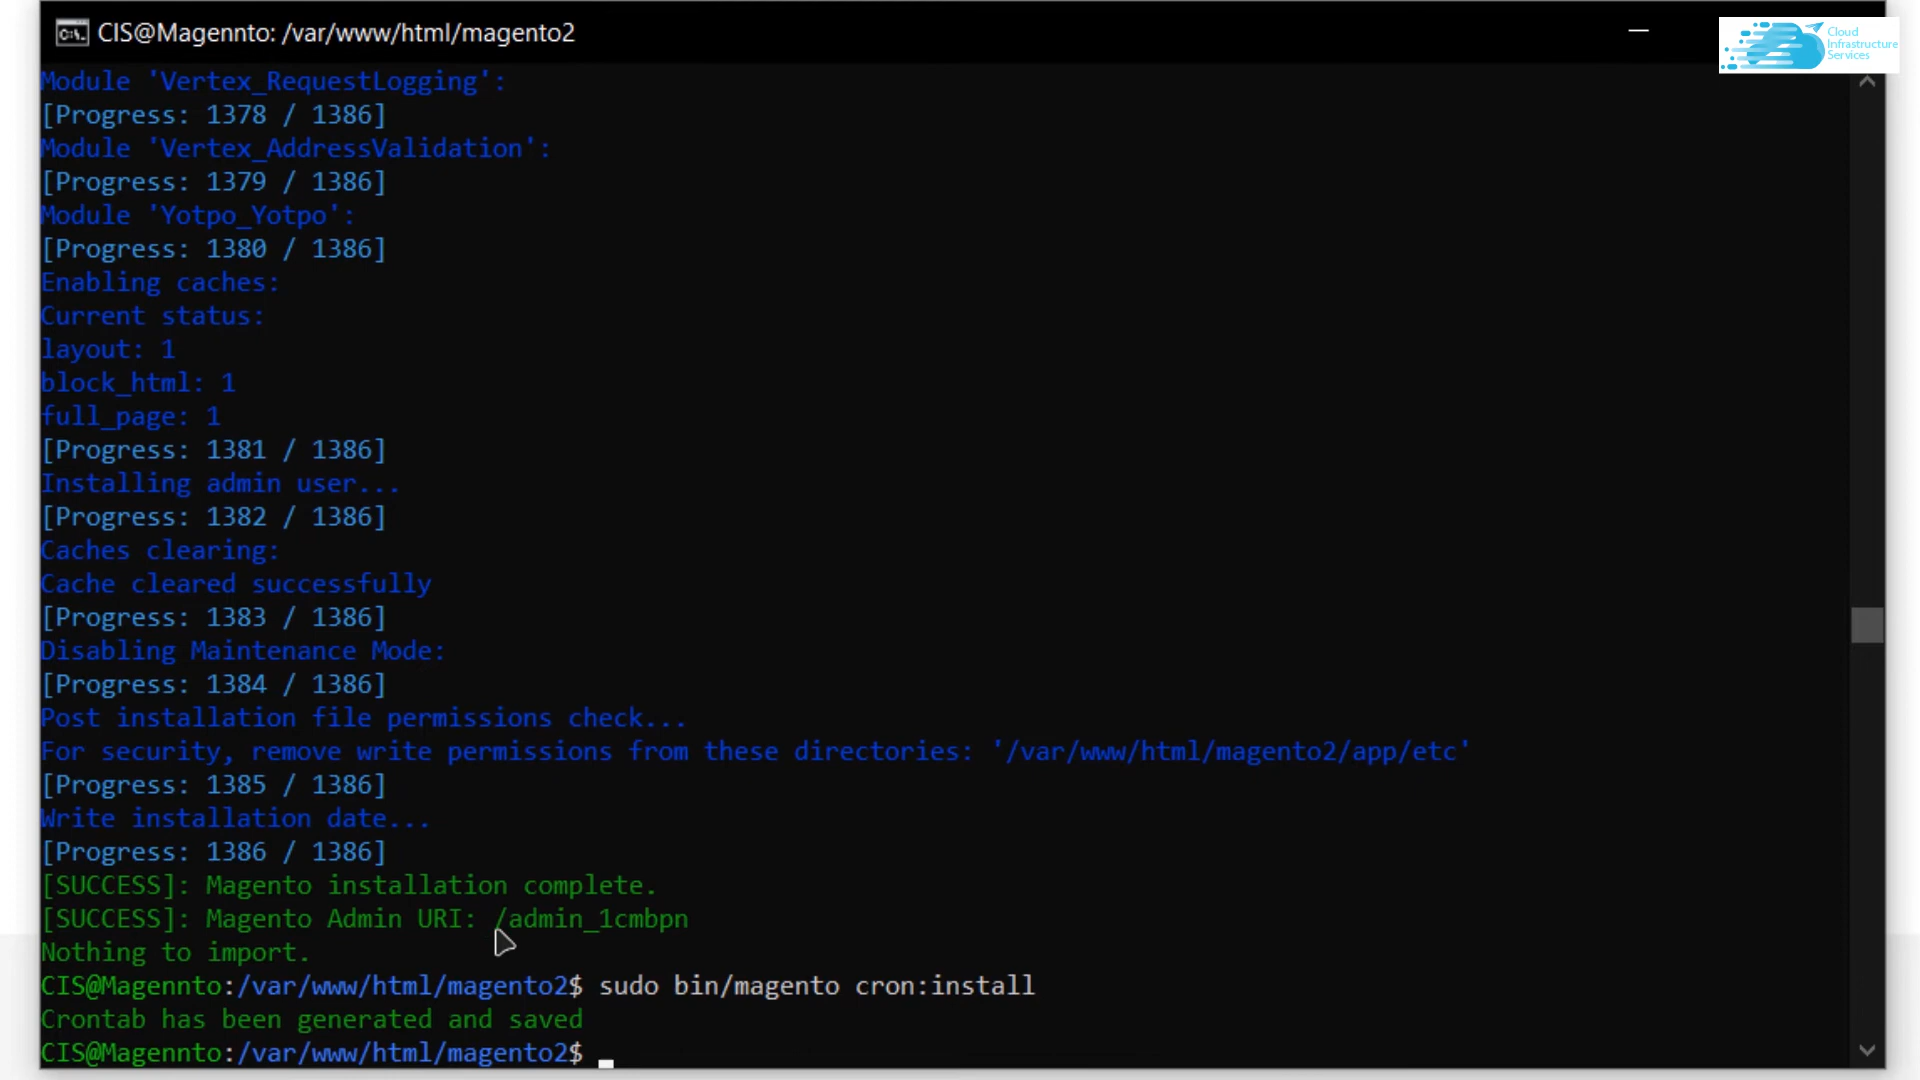 CIS@Magennto: /var/www/html/magento2
Cloud
Infrastructure
Services
Module 'Vertex_RequestLogging':
[Progress: 1378 / 1386]
Module 'Vertex_AddressValidation':
[Progress: 1379 / 1386]
Module 'Yotpo_Yotpo':
[Progress: 1380 / 1386]
Enabling caches:
Current status:
layout: 1
block_html: 1
full_page: 1
[Progress: 1381 / 1386]
Installing admin user...
[Progress: 1382 / 1386]
Caches clearing:
Cache cleared successfully
[Progress: 1383 / 1386]
Disabling Maintenance Mode:
[Progress: 1384 / 1386]
Post installation file permissions check...
For security, remove write permissions from these directories: '/var/www/html/magento2/app/etc'
[Progress: 1385 / 1386]
Write installation date...
[Progress: 1386 / 1386]
[SUCCESS]: Magento installation complete.
[SUCCESS]: Magento Admin URI: /admin_1cmbpn
Nothing to import.
CIS@Magennto:/var/www/html/magento2$ sudo bin/magento cron:install
Crontab has been generated and saved
CIS@Magennto:/var/www/html/magento2$